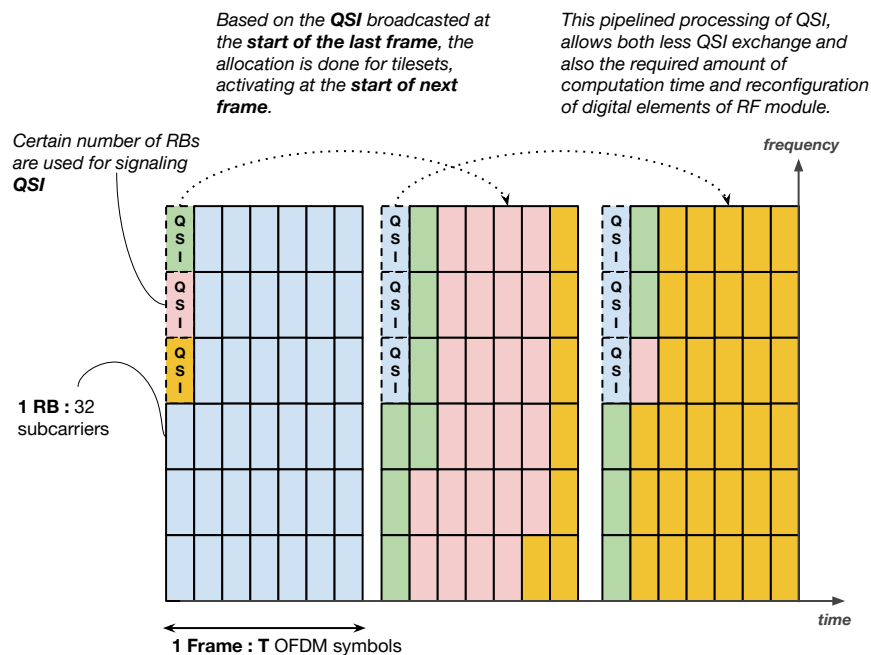 Based on the QSI broadcasted at
the start of the last frame, the
allocation is done for tilesets,
activating at the start of next
frame.
This pipelined processing of QSI,
allows both less QSI exchange and
also the required amount of
computation time and reconfiguration
of digital elements of RF module.
Certain number of RBs
are used for signaling
QSI
frequency
Q
S
I
Q
S
I
Q
S
I
Q
S
I
Q
S
I
Q
S
I
Q
S
I
Q
S
I
Q
S
I
1 RB : 32
subcarriers
time
1 Frame : T OFDM symbols